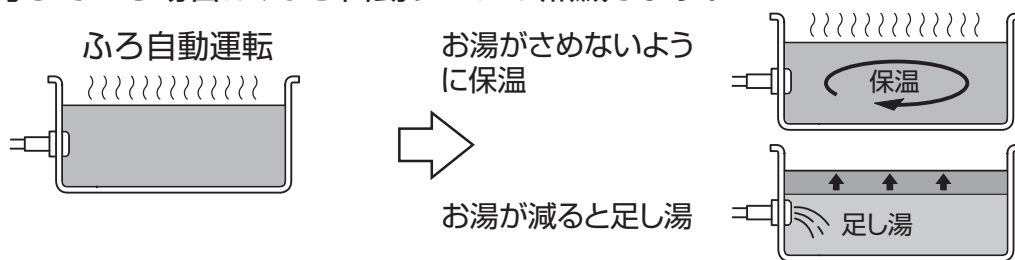 ふろ自動運転
お湯がさめないよう
に保温
保温
お湯が減ると足し湯
足し湯